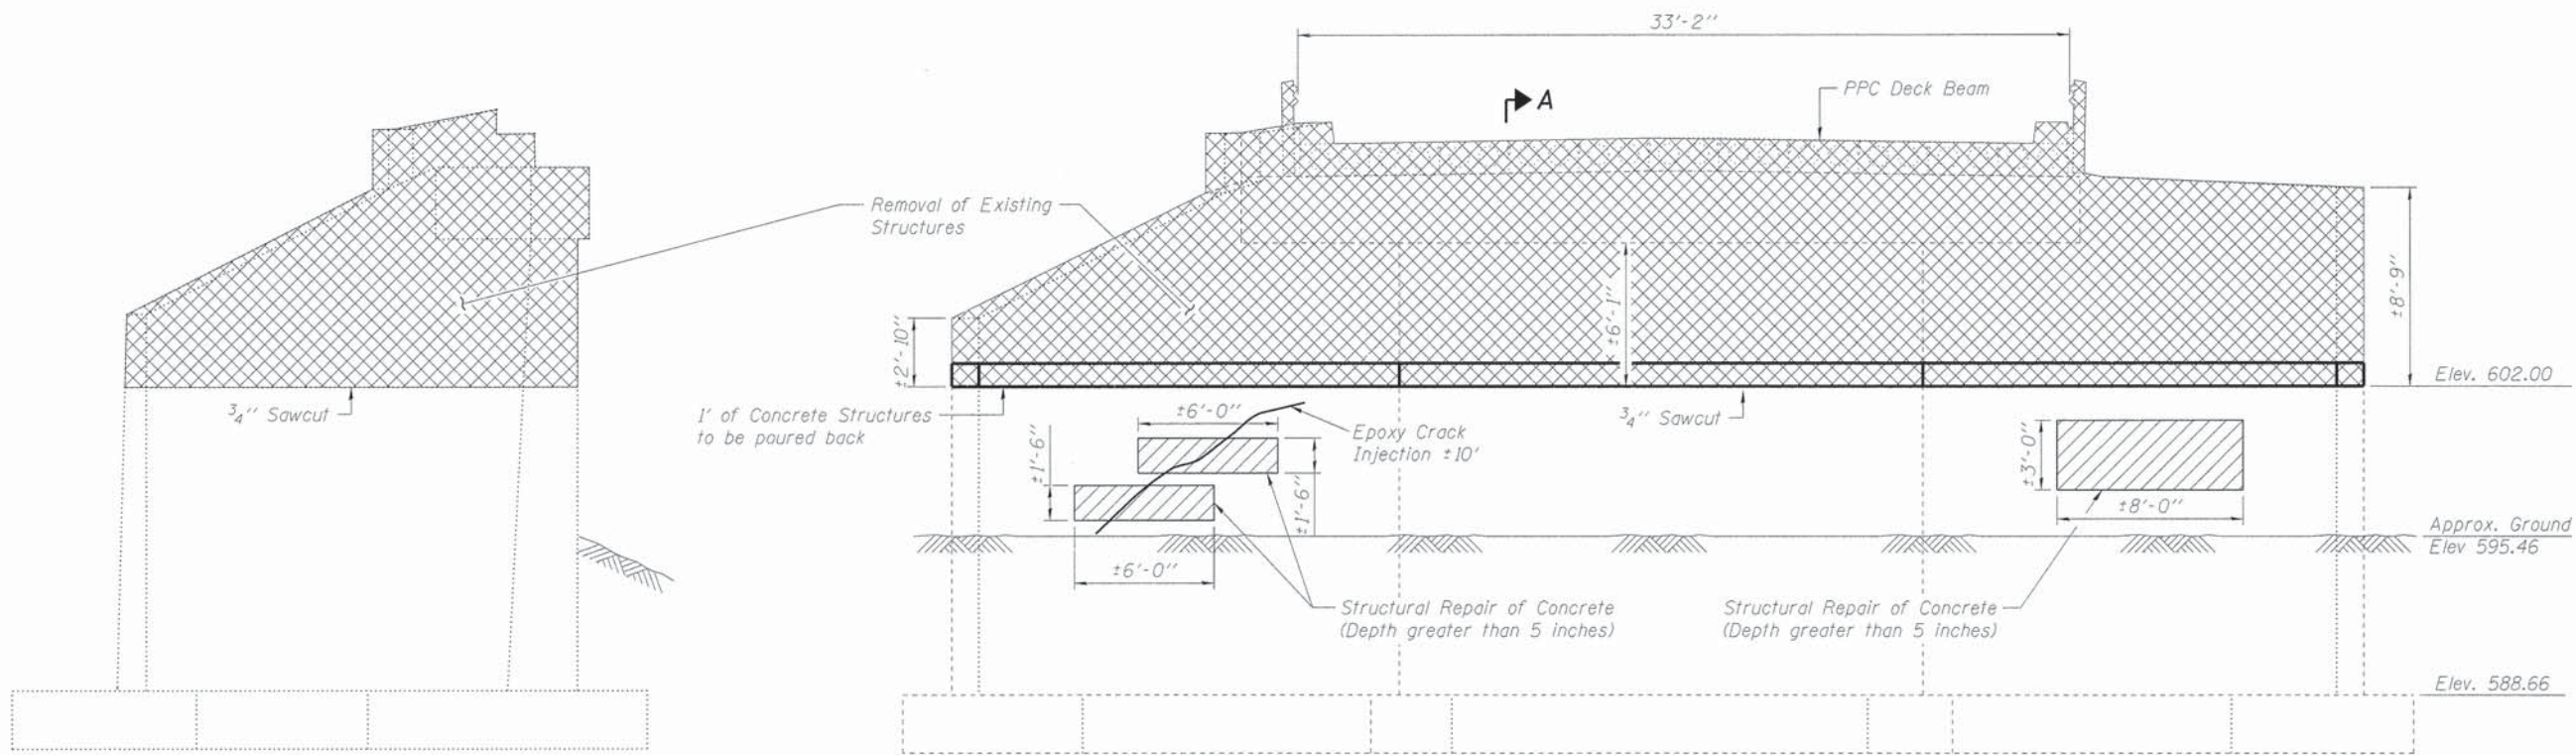 33'-2"
A
PPC Deck Beam
Removal of Existing
Structures
±8'-9"
±6'-1"
±2'-10"
Elev. 602.00
3/4" Sawcut
1' of Concrete Structures
to be poured back
±6'-0"
3/4" Sawcut
Epoxy Crack
Injection ±10'
±1'-6"
±1'-6"
±3'-0"
±8'-0"
Approx. Ground
Elev 595.46
±6'-0"
Structural Repair of Concrete
(Depth greater than 5 inches)
Structural Repair of Concrete
(Depth greater than 5 inches)
Elev. 588.66